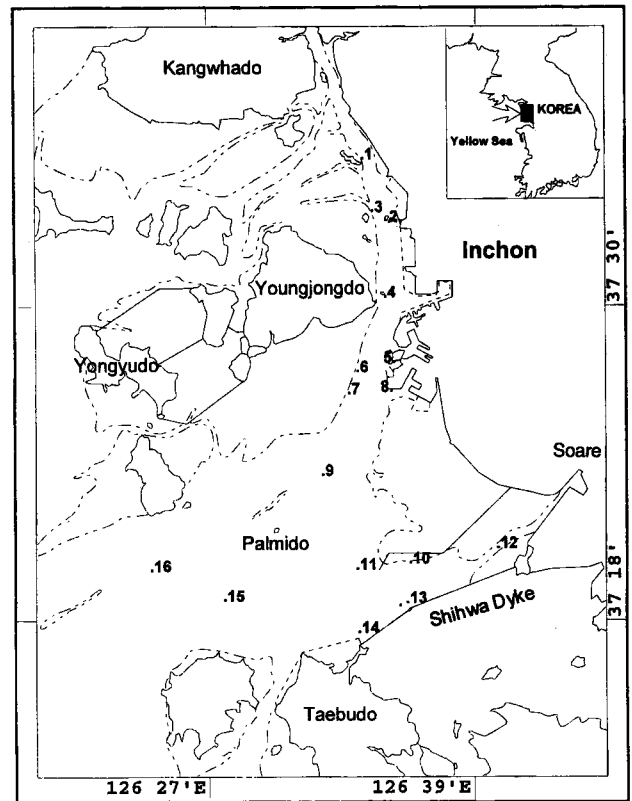 Kangwhado
KOREA
Yellow Sea
1
3
.2
Inchon
Youngjongdo
4
37 30'
Yongyudo
5
.6
.7
8.
.9
Soare
Palmido
.12
.16
.11
.10
37 18'
.15
.13
Shihwa Dyke
.14
Taebudo
126 27'E
126 39'E